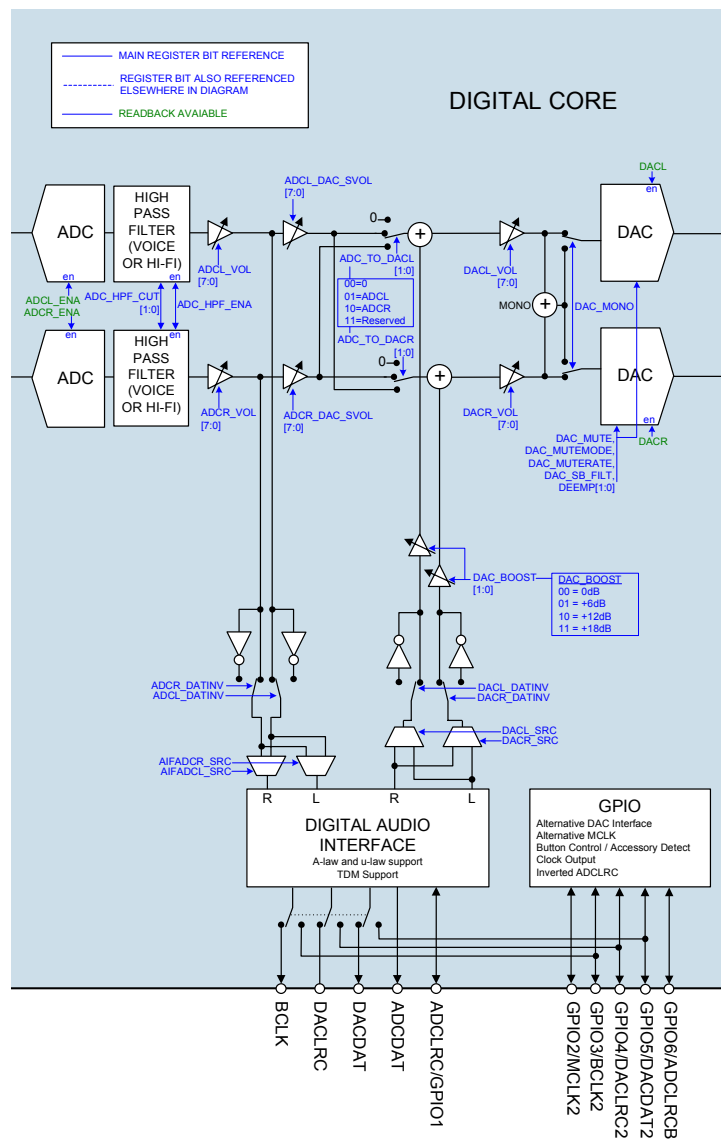 MAIN REGISTER BIT REFERENCE
REGISTER BIT ALSO REFERENCED
ELSEWHERE IN DIAGRAM
READBACK AVAIABLE
DIGITAL CORE
ADC
en
HIGH
PASS
FILTER
(VOICE
OR HI-FI)
en
ADCL_DAC_SVOL
[7:0]
ADCL_VOL
[7:0]
0
ADC_TO_DACL
[1:0]
00=0
01=ADCL
10=ADCR
11=Reserved
ADC_TO_DACR
[1:0]
0
DACL_VOL
[7:0]
DACL
en
DAC
MONO
DAC_MONO
ADCL_ENA
ADCR_ENA
ADC_HPF_CUT
[1:0]
ADC_HPF_ENA
en
ADC
en
HIGH
PASS
FILTER
(VOICE
OR HI-FI)
ADCR_VOL
[7:0]
ADCR_DAC_SVOL
[7:0]
DACR_VOL
[7:0]
DAC
en
DACR
DAC_MUTE,
DAC_MUTEMODE,
DAC_MUTERATE,
DAC_SB_FILT,
DEEMP[1:0]
DAC_BOOST
[1:0]
DAC_BOOST
00 = 0dB
01 = +6dB
10 = +12dB
11 = +18dB
ADCR_DATINV
ADCL_DATINV
DACL_DATINV
DACR_DATINV
DACL_SRC
DACR_SRC
AIFADCR_SRC
AIFADCL_SRC
R
L
R
L
DIGITAL AUDIO
INTERFACE
A-law and u-law support
TDM Support
GPIO
Alternative DAC Interface
Alternative MCLK
Button Control / Accessory Detect
Clock Output
Inverted ADCLRC
BCLK
DACLRC
DACDAT
ADCDAT
ADCLRC/GPIO1
GPIO2/MCLK2
GPIO3/BCLK2
GPIO4/DACLRC2
GPIO5/DACDAT2
GPIO6/ADCLRCB